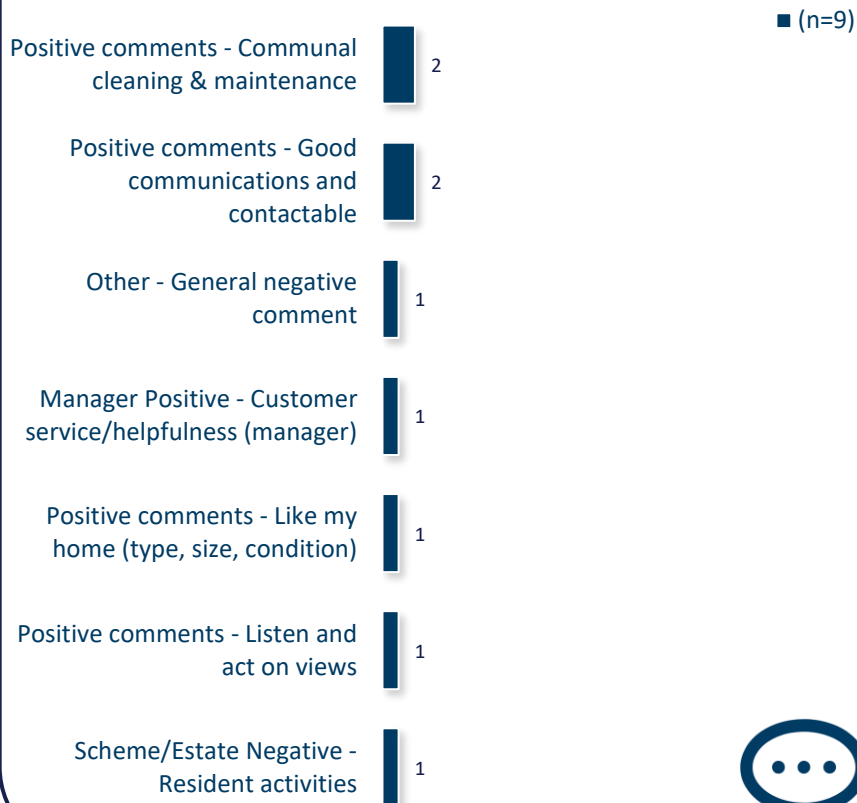 (n=9)
Positive comments - Communal
cleaning & maintenance
2
Positive comments - Good
communications and
contactable
2
Other - General negative
comment
1
Manager Positive - Customer
service/helpfulness (manager)
1
Positive comments - Like my
home (type, size, condition)
1
Positive comments - Listen and
act on views
1
Scheme/Estate Negative -
Resident activities
1